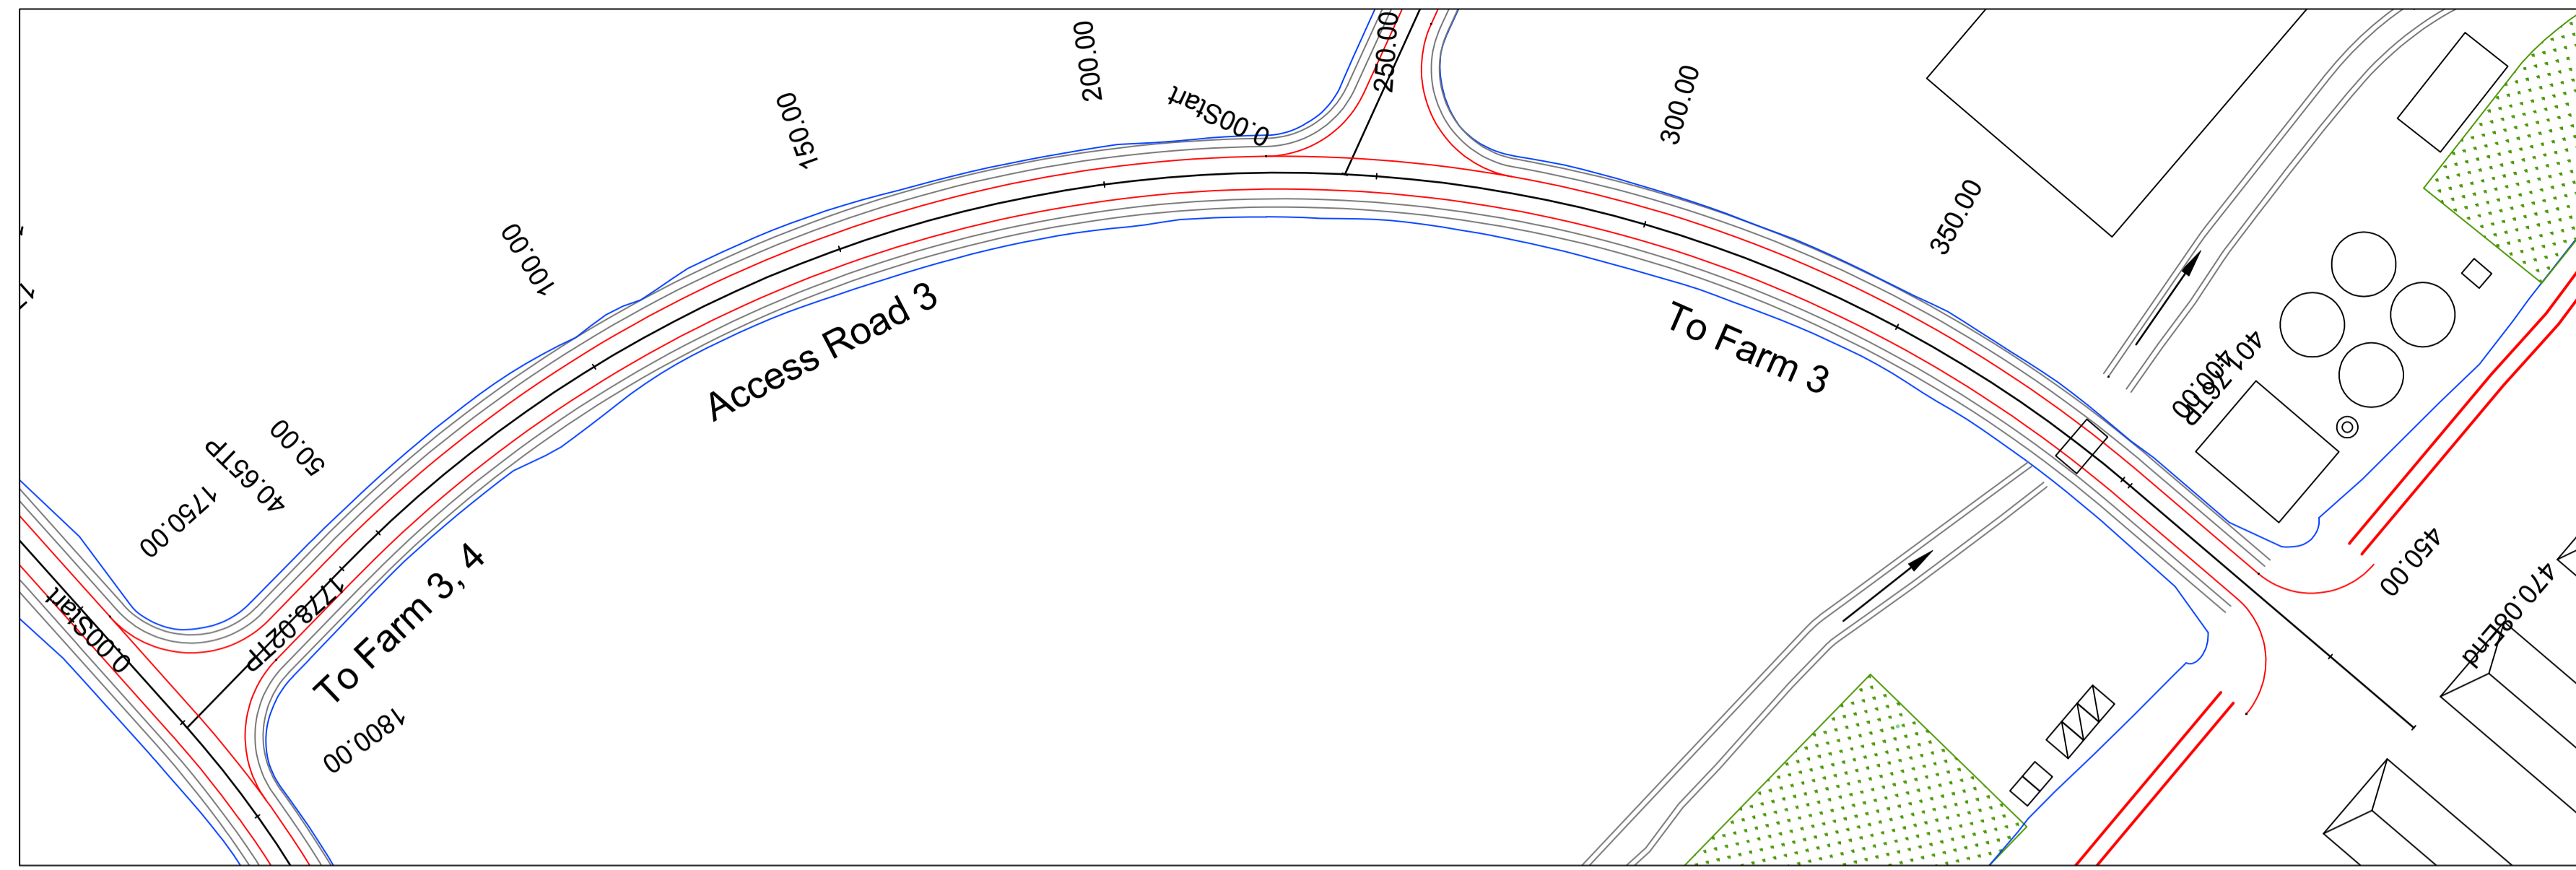 200.00
250.00
0.00Start
150.00
300.00
100.00
350.00
Access Road 3
To Farm 3
400.00
401.76TP
50.00
40.65TP
1750.00
1778.02TP
0.00Start
To Farm 3, 4
1800.00
450.00
470.08End